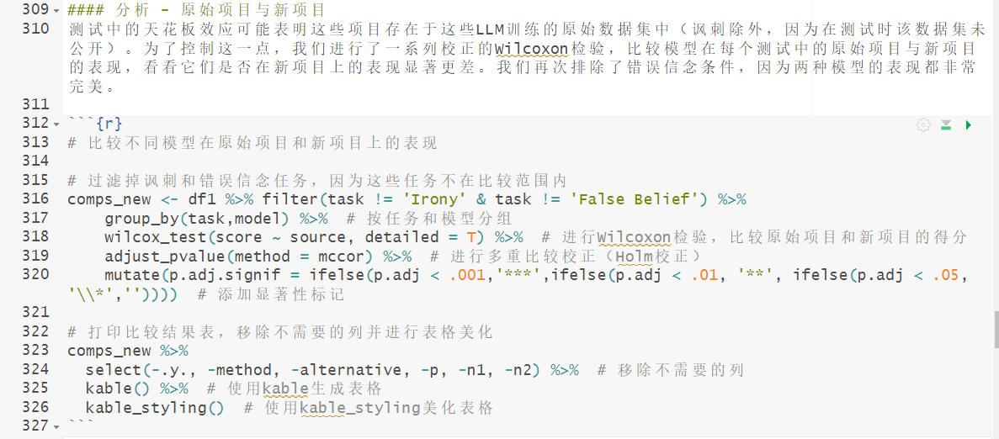 309 #### 分析 - 原始项目与新项目
310 测试中的天花板效应可能表明这些项目存在于这些LLM训练的原始数据集中（讽刺除外，因为在测试时该数据集未
公开）。为了控制这一点，我们进行了一系列校正的Wilcoxon检验，比较模型在每个测试中的原始项目与新项目
的表现，看看它们是否在新项目上的表现显著更差。我们再次排除了错误信念条件，因为两种模型的表现都非常
完美。
311
312 ```{r}
313 # 比较不同模型在原始项目和新项目上的表现
314
315 # 过滤掉讽刺和错误信念任务，因为这些任务不在比较范围内
316 comps_new <- df1 %>% filter(task != 'Irony' & task != 'False Belief') %>%
317     group_by(task,model) %>%  # 按任务和模型分组
318     wilcox_test(score ~ source, detailed = T) %>%  # 进行Wilcoxon检验，比较原始项目和新项目的得分
319     adjust_pvalue(method = mccor) %>%  # 进行多重比较校正（Holm校正）
320     mutate(p.adj.signif = ifelse(p.adj < .001,'***',ifelse(p.adj < .01, '**', ifelse(p.adj < .05,
'\\*',''))))  # 添加显著性标记
321
322 # 打印比较结果表，移除不需要的列并进行表格美化
323 comps_new %>%
324   select(-.y., -method, -alternative, -p, -n1, -n2) %>%  # 移除不需要的列
325   kable() %>%  # 使用kable生成表格
326   kable_styling()  # 使用kable_styling美化表格
327 ```